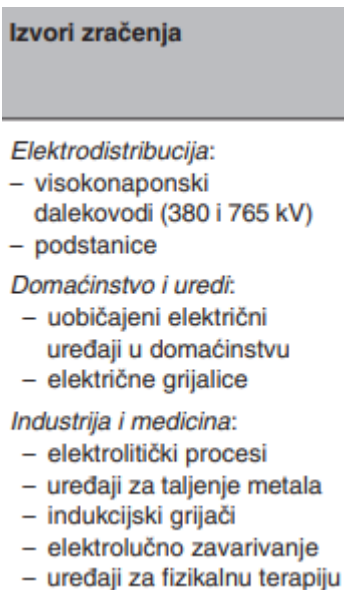 Izvori zračenja
Elektrodistribucija:
– visokonaponski
dalekovodi (380 i 765 kV)
– podstanice
Domaćinstvo i uredi:
– uobičajeni električni
uređaji u domaćinstvu
– električne grijalice
Industrija i medicina:
– elektrolitički procesi
– uređaji za taljenje metala
– indukcijski grijači
– elektrolučno zavarivanje
– uređaji za fizikalnu terapiju